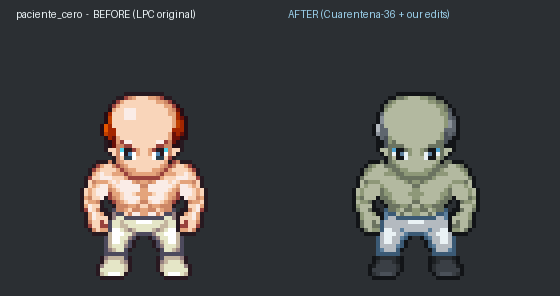 paciente_cero - BEFORE (LPC original)
AFTER (Cuarentena-36 + our edits)